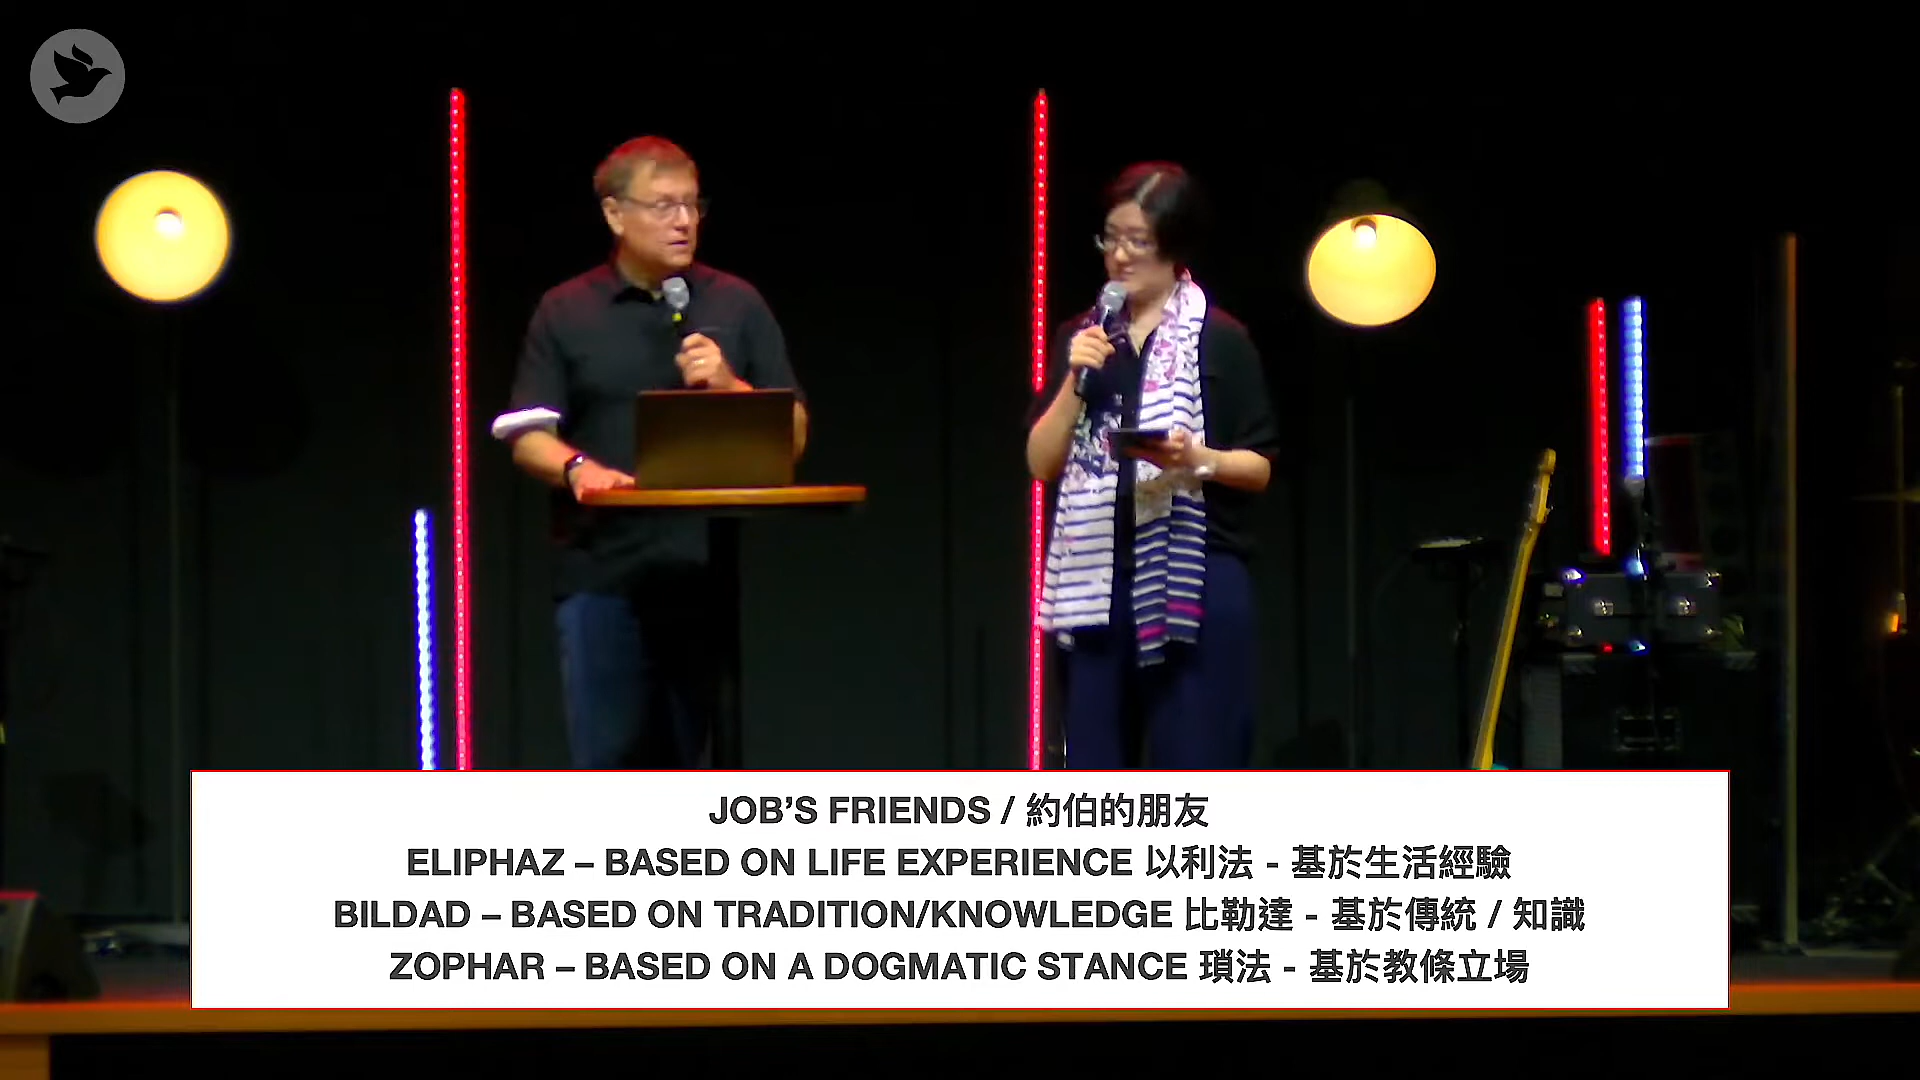 JOB’S FRIENDS / 約伯的朋友
ELIPHAZ – BASED ON LIFE EXPERIENCE 以利法 - 基於生活經驗
BILDAD – BASED ON TRADITION/KNOWLEDGE 比勒達 - 基於傳統 / 知識
ZOPHAR – BASED ON A DOGMATIC STANCE 瑣法 - 基於教條立場